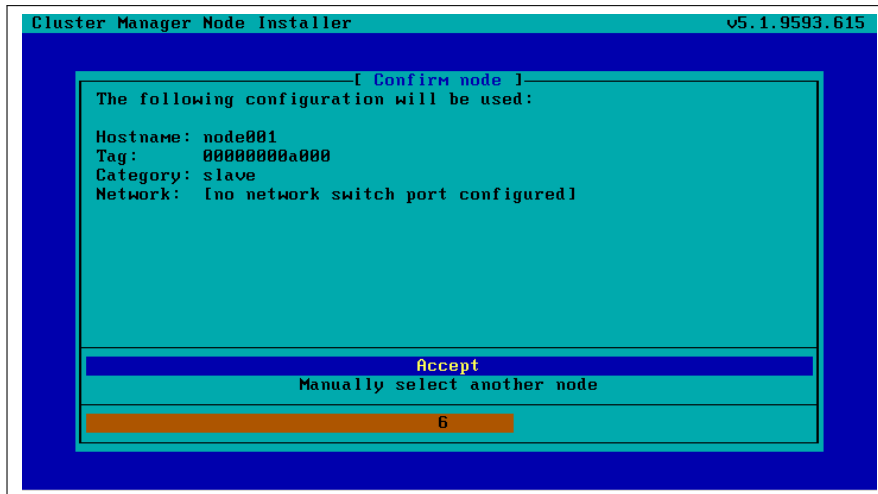 Cluster Manager Node Installer v5.1.9593.615
[ Confirm node ]
The following configuration will be used:
Hostname: node001
Tag: 00000000a000
Category: slave
Network: [no network switch port configured]
Accept
Manually select another node
6